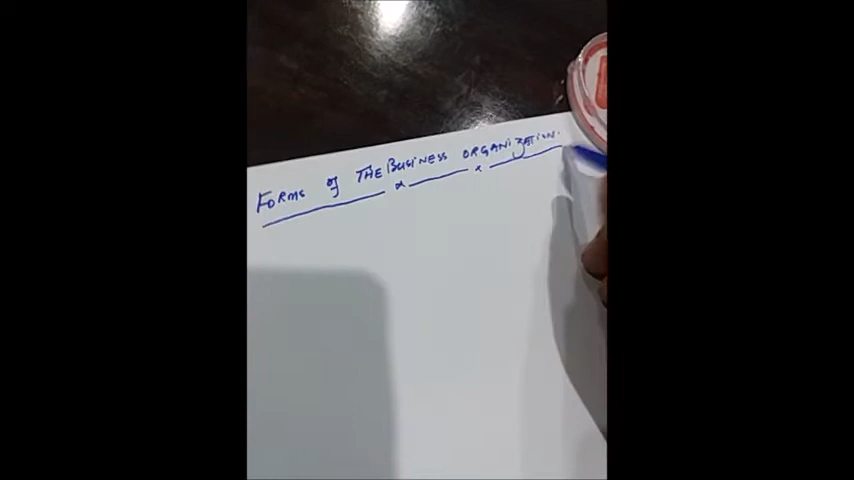 FORMS of THE BUSINESS ORGANIZATION.